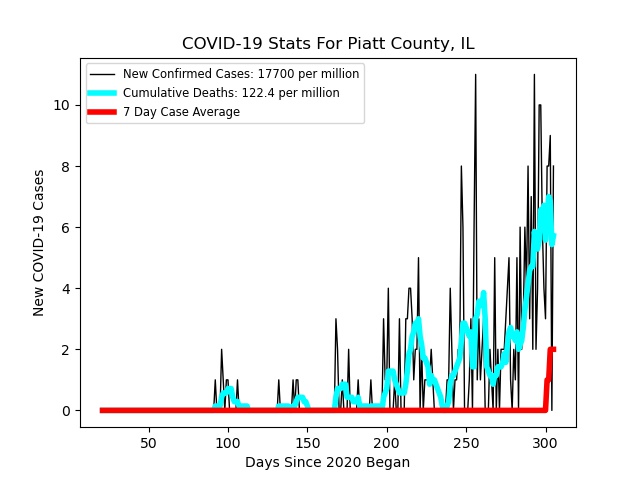 COVID-19 Stats For Piatt County, IL
New Confirmed Cases: 17700 per million
Cumulative Deaths: 122.4 per million
7 Day Case Average
New COVID-19 Cases
10
8
6
4
2
0
50 100 150 200 250 300
Days Since 2020 Began